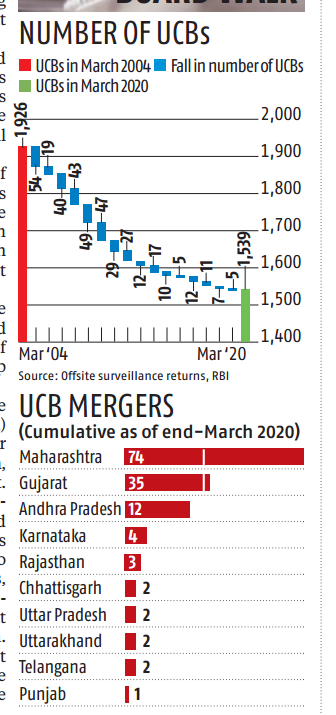 NUMBER OF UCBs
UCBs in March 2004 Fall in number of UCBs
UCBs in March 2020
1,926
54
19
40
43
49
47
29
27
12
17
10
5
12
11
7
5
1,539
2,000
1,900
1,800
1,700
1,600
1,500
1,400
Mar '04 Mar '20
Source: Offsite surveillance returns, RBI
UCB MERGERS
(Cumulative as of end-March 2020)
Maharashtra 74
Gujarat 35
Andhra Pradesh 12
Karnataka 4
Rajasthan 3
Chhattisgarh 2
Uttar Pradesh 2
Uttarakhand 2
Telangana 2
Punjab 1